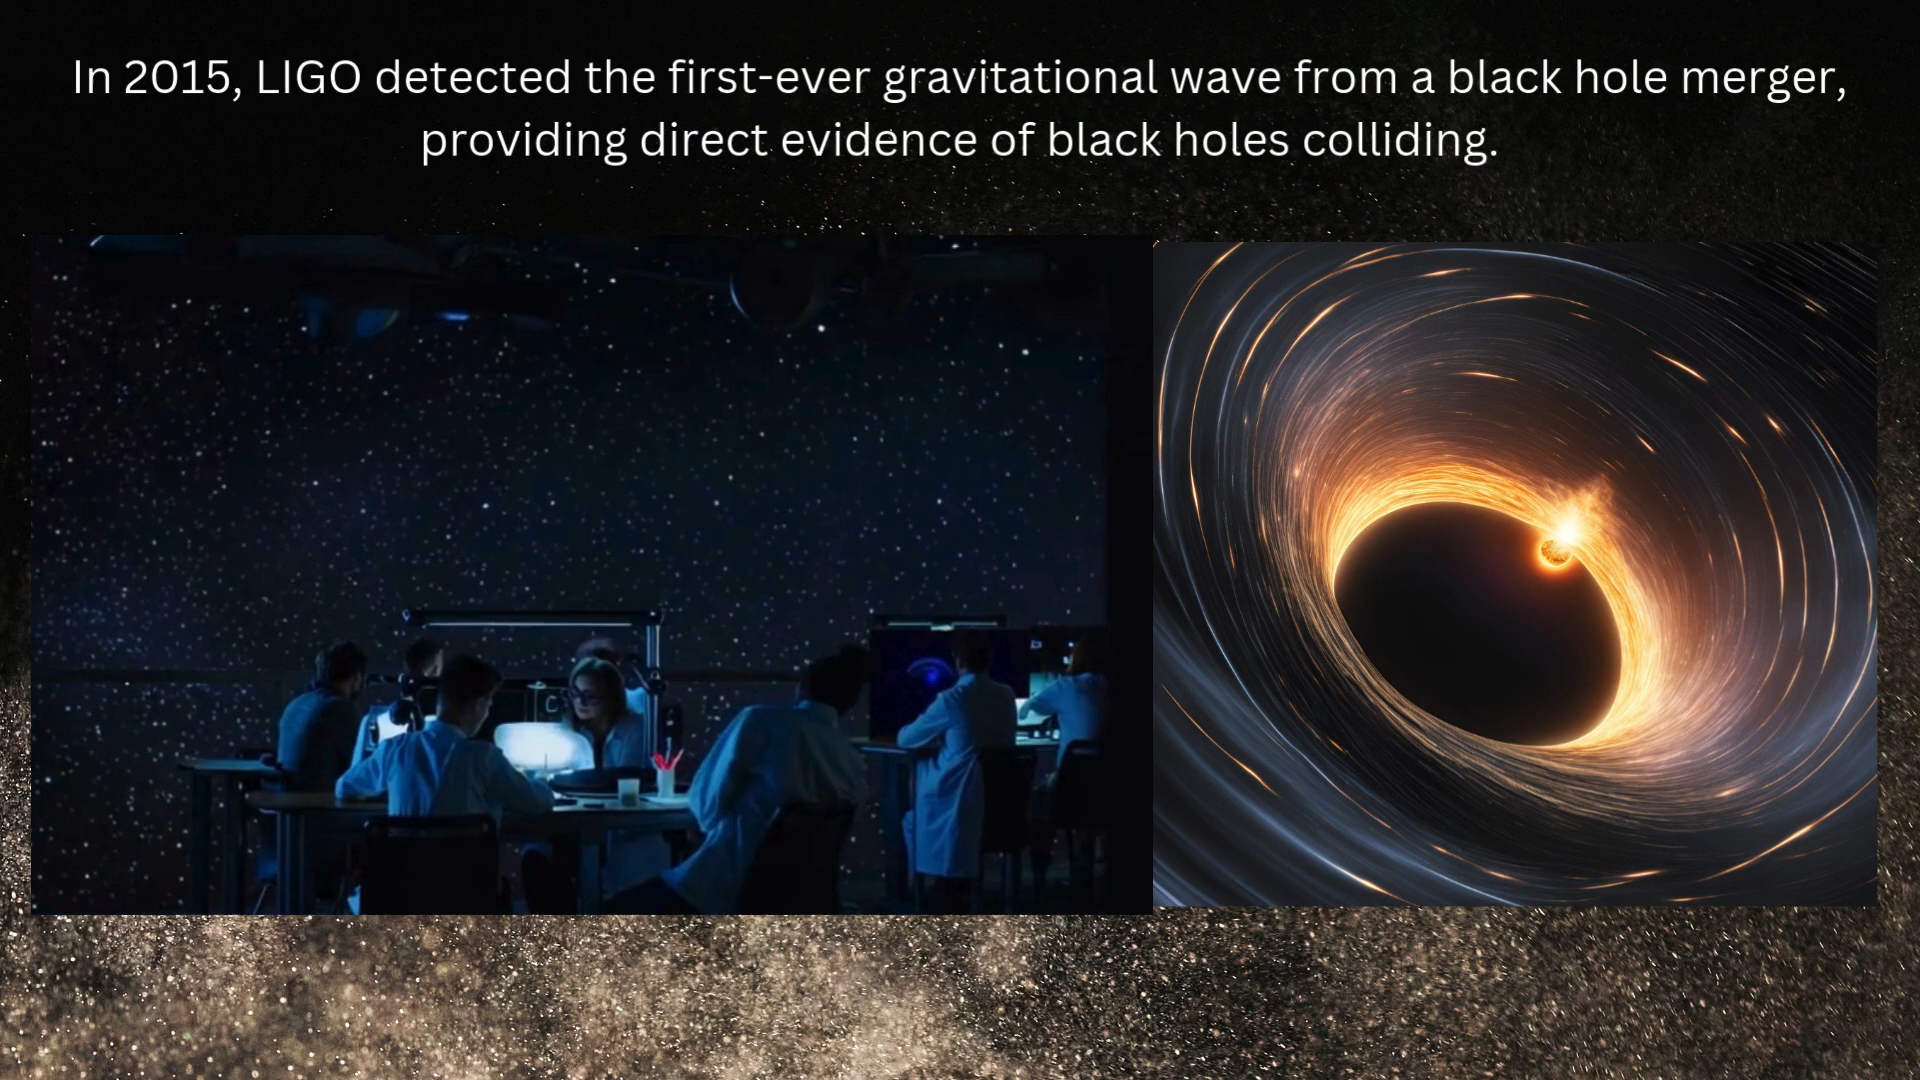 In 2015, LIGO detected the first-ever gravitational wave from a black hole merger,
providing direct evidence of black holes colliding.